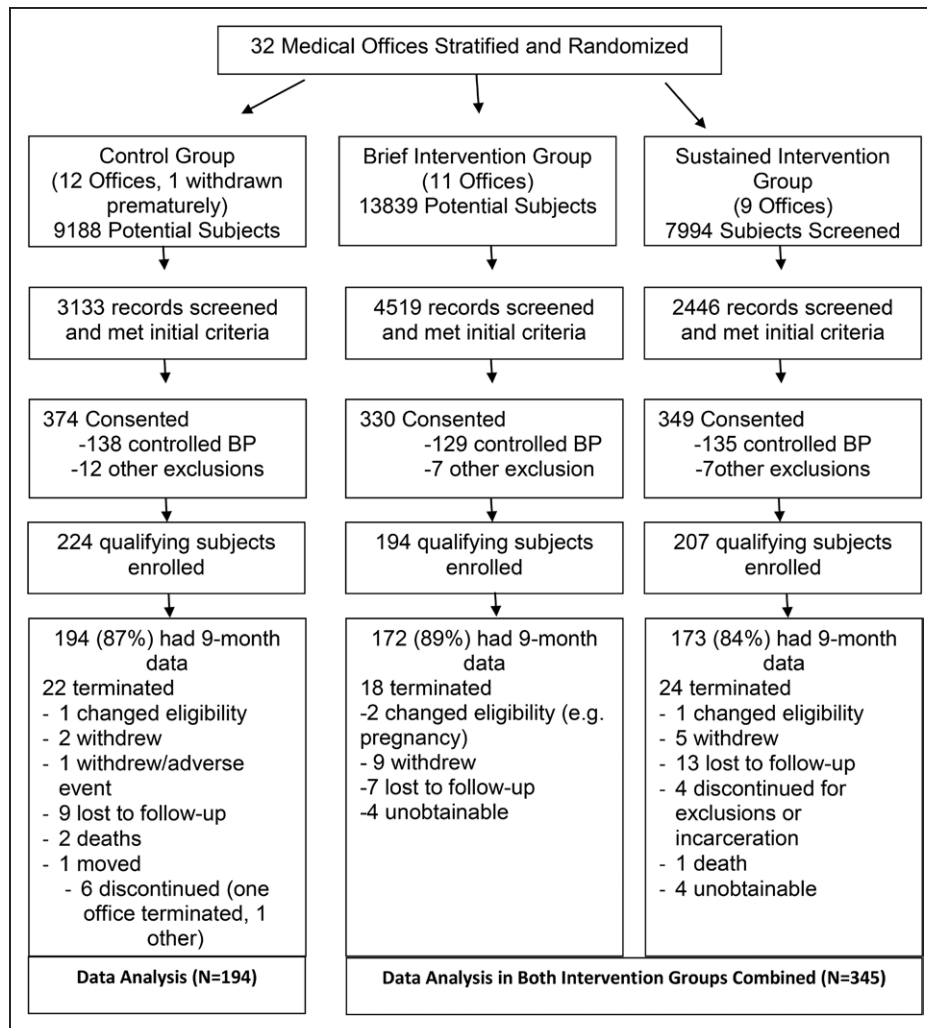 32 Medical Offices Stratified and Randomized
Control Group
(12 Offices, 1 withdrawn
prematurely)
9188 Potential Subjects
Brief Intervention Group
(11 Offices)
13839 Potential Subjects
Sustained Intervention
Group
(9 Offices)
7994 Subjects Screened
3133 records screened
and met initial criteria
4519 records screened
and met initial criteria
2446 records screened
and met initial criteria
374 Consented
-138 controlled BP
-12 other exclusions
330 Consented
-129 controlled BP
-7 other exclusion
349 Consented
-135 controlled BP
-7other exclusions
224 qualifying subjects
enrolled
194 qualifying subjects
enrolled
207 qualifying subjects
enrolled
194 (87%) had 9-month
data
22 terminated
- 1 changed eligibility
- 2 withdrew
- 1 withdrew/adverse
event
- 9 lost to follow-up
- 2 deaths
- 1 moved
- 6 discontinued (one
office terminated, 1
other)
172 (89%) had 9-month
data
18 terminated
-2 changed eligibility (e.g.
pregnancy)
- 9 withdrew
-7 lost to follow-up
-4 unobtainable
173 (84%) had 9-month
data
24 terminated
- 1 changed eligibility
- 5 withdrew
- 13 lost to follow-up
- 4 discontinued for
exclusions or
incarceration
- 1 death
- 4 unobtainable
Data Analysis (N=194)
Data Analysis in Both Intervention Groups Combined (N=345)